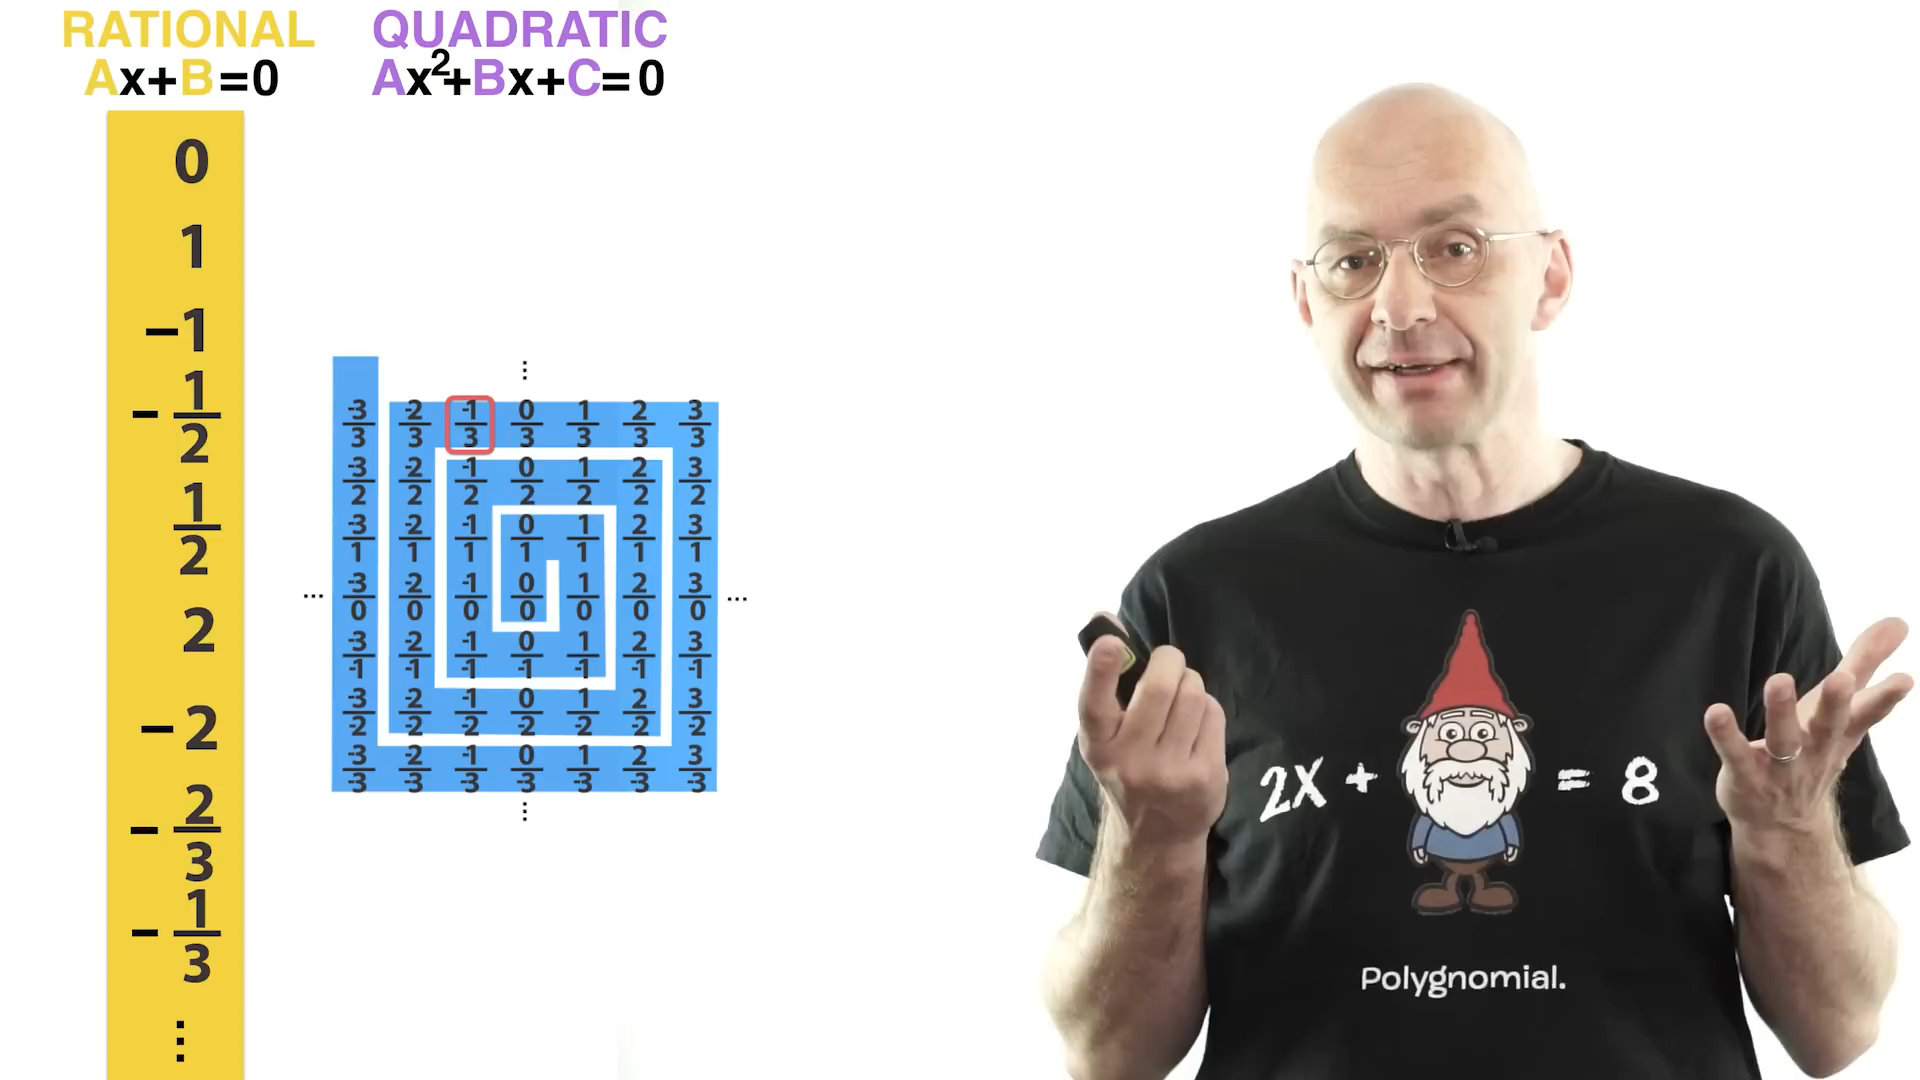 RATIONAL
Ax+B=0
QUADRATIC
Ax²+Bx+C=0
0
1
-1
-1/2
1/2
2
-2
-2/3
-1/3
⋮
⋮
-3/3 -2/3 -1/3 0/3 1/3 2/3 3/3
-3/2 -2/2 -1/2 0/2 1/2 2/2 3/2
-3/1 -2/1 -1/1 0/1 1/1 2/1 3/1
... -3/0 -2/0 -1/0 0/0 1/0 2/0 3/0 ...
-3/-1 -2/-1 -1/-1 0/-1 1/-1 2/-1 3/-1
-3/-2 -2/-2 -1/-2 0/-2 1/-2 2/-2 3/-2
-3/-3 -2/-3 -1/-3 0/-3 1/-3 2/-3 3/-3
⋮
2X + = 8
Polygnomial.